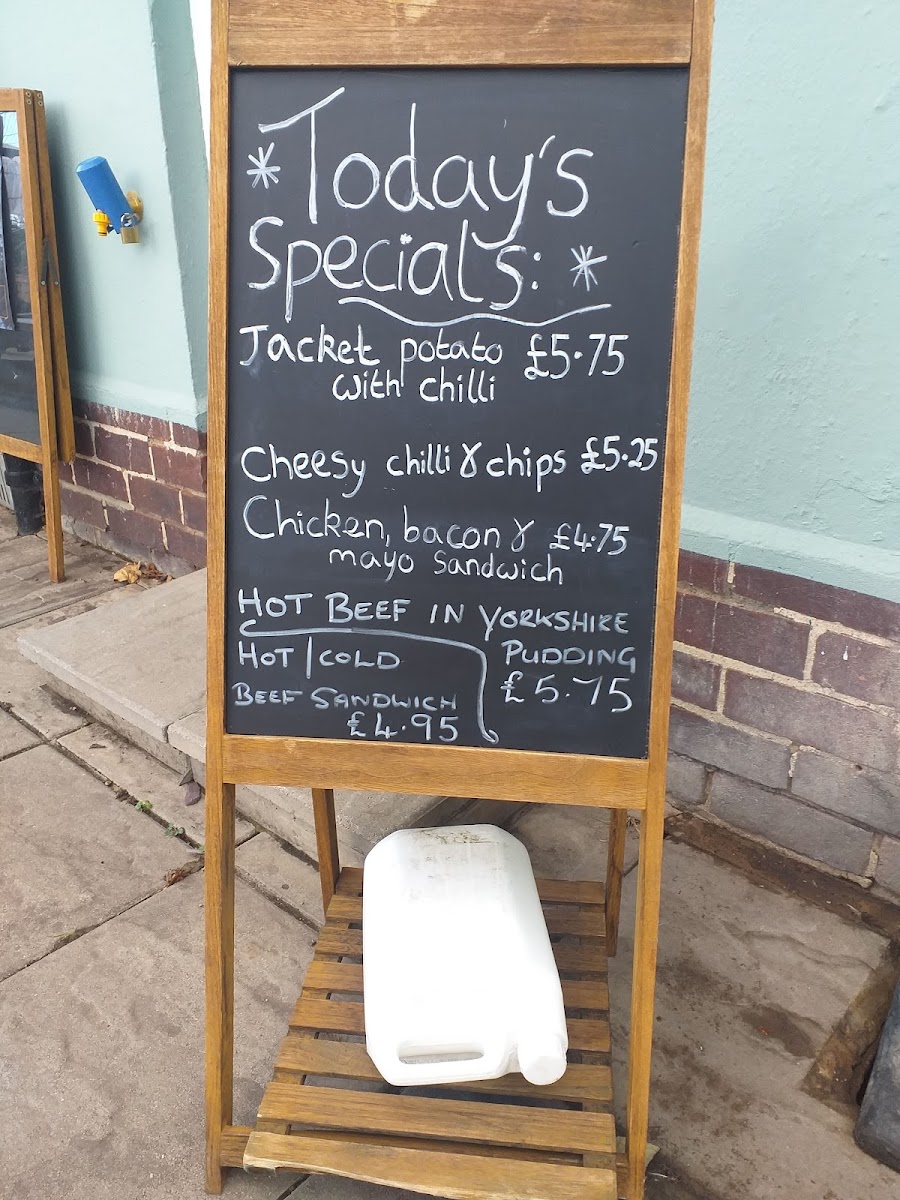 *Today's
Specials: *
Jacket potato £5.75
with chilli
Cheesy chilli & chips £5.25
Chicken, bacon & £4.75
mayo sandwich
HOT BEEF IN YORKSHIRE
PUDDING
£5.75
HOT/COLD
BEEF SANDWICH
£4.95